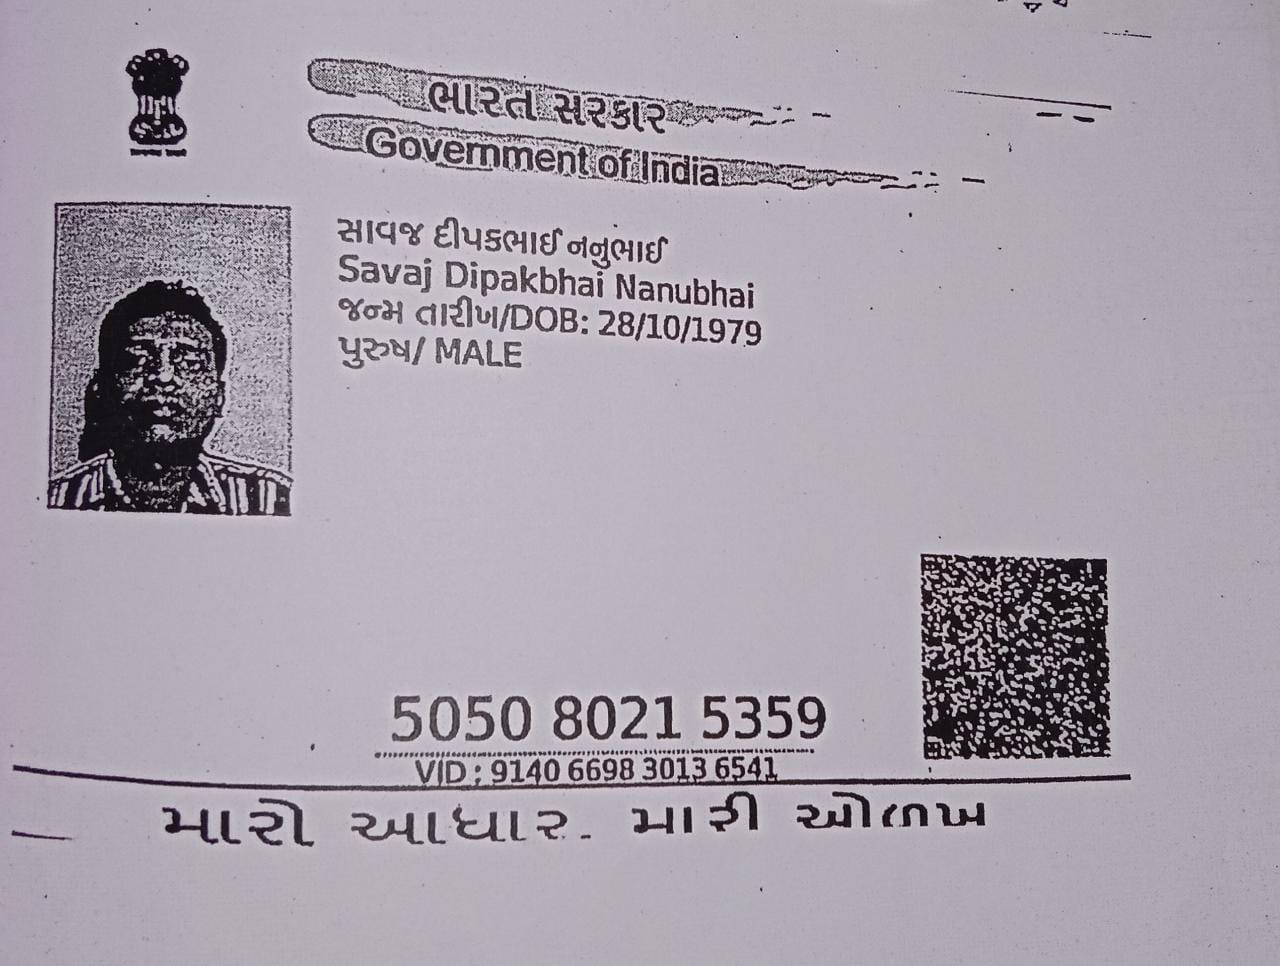 ભારત સરકાર
Government of India
સાવજ દીપકભાઈ નનુભાઈ
Savaj Dipakbhai Nanubhai
જન્મ તારીખ/DOB: 28/10/1979
પુરુષ/ MALE
5050 8021 5359
VID : 9140 6698 3013 6541
મારો આધાર. મારી ઓળખ